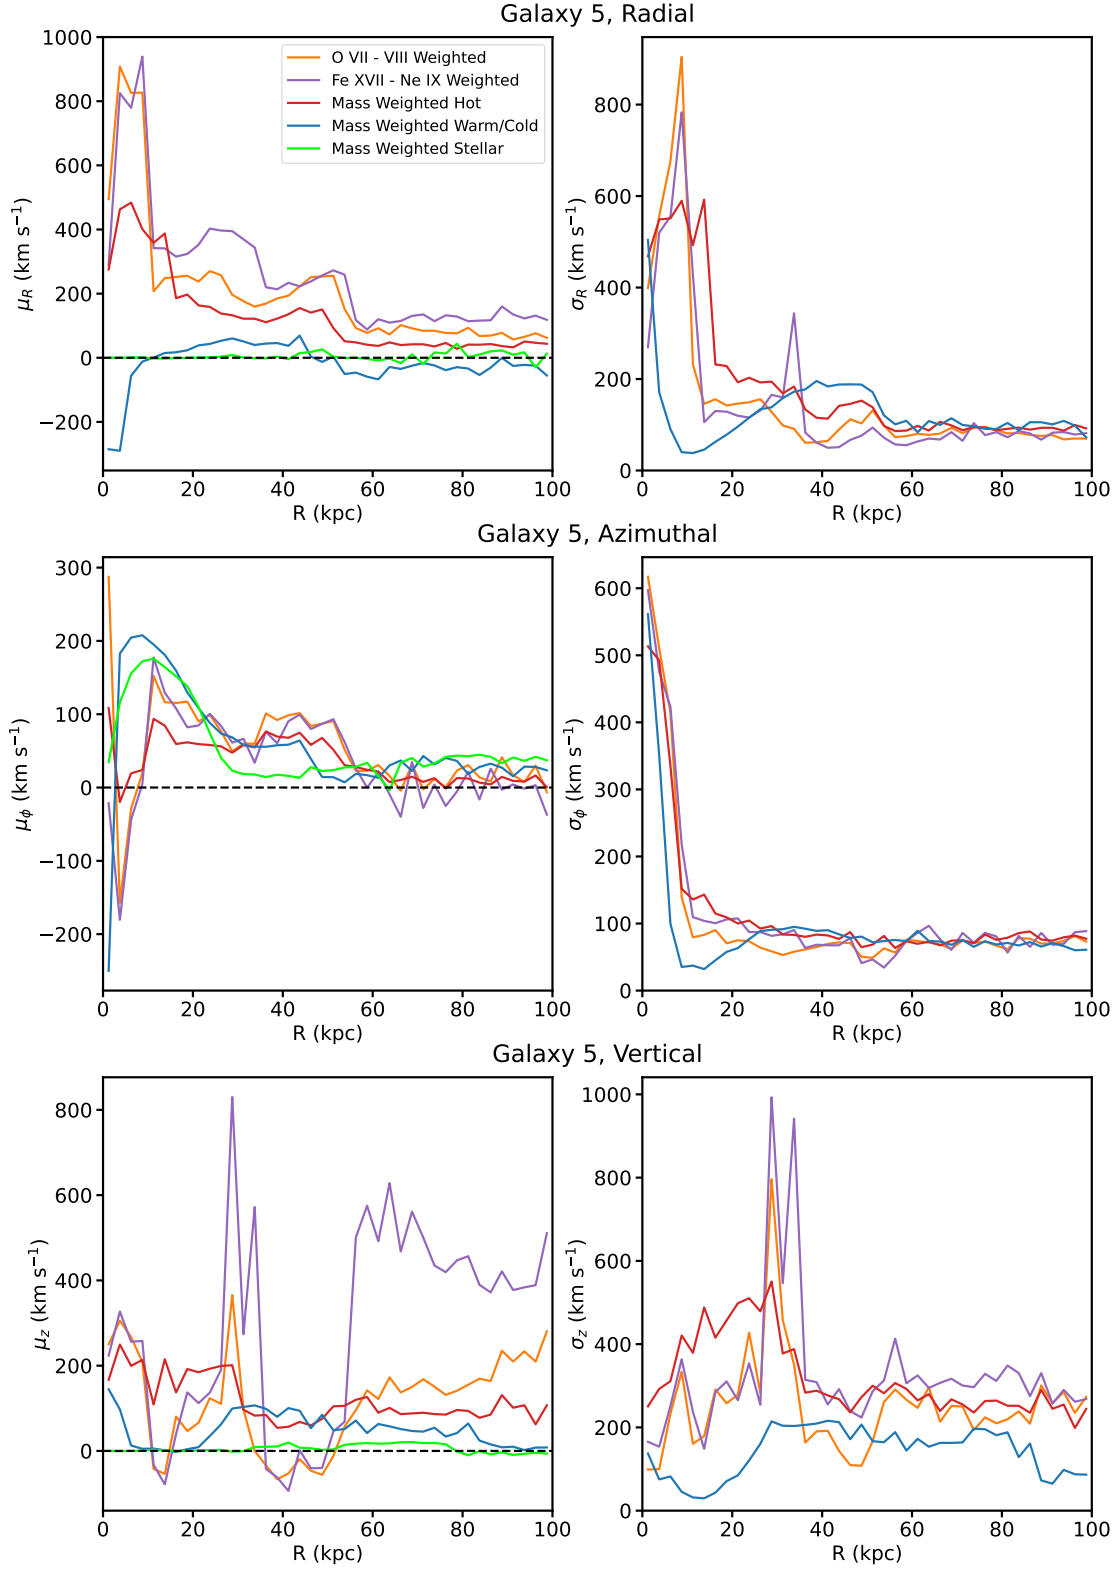 Galaxy 5, Radial
1000
800
600
400
200
0
−200
μR (km s−1)
O VII - VIII Weighted
Fe XVII - Ne IX Weighted
Mass Weighted Hot
Mass Weighted Warm/Cold
Mass Weighted Stellar
0 20 40 60 80 100
R (kpc)
800
600
400
200
0
σR (km s−1)
0 20 40 60 80 100
R (kpc)
Galaxy 5, Azimuthal
300
200
100
0
−100
−200
μϕ (km s−1)
0 20 40 60 80 100
R (kpc)
600
500
400
300
200
100
0
σϕ (km s−1)
0 20 40 60 80 100
R (kpc)
Galaxy 5, Vertical
800
600
400
200
0
μz (km s−1)
0 20 40 60 80 100
R (kpc)
1000
800
600
400
200
0
σz (km s−1)
0 20 40 60 80 100
R (kpc)